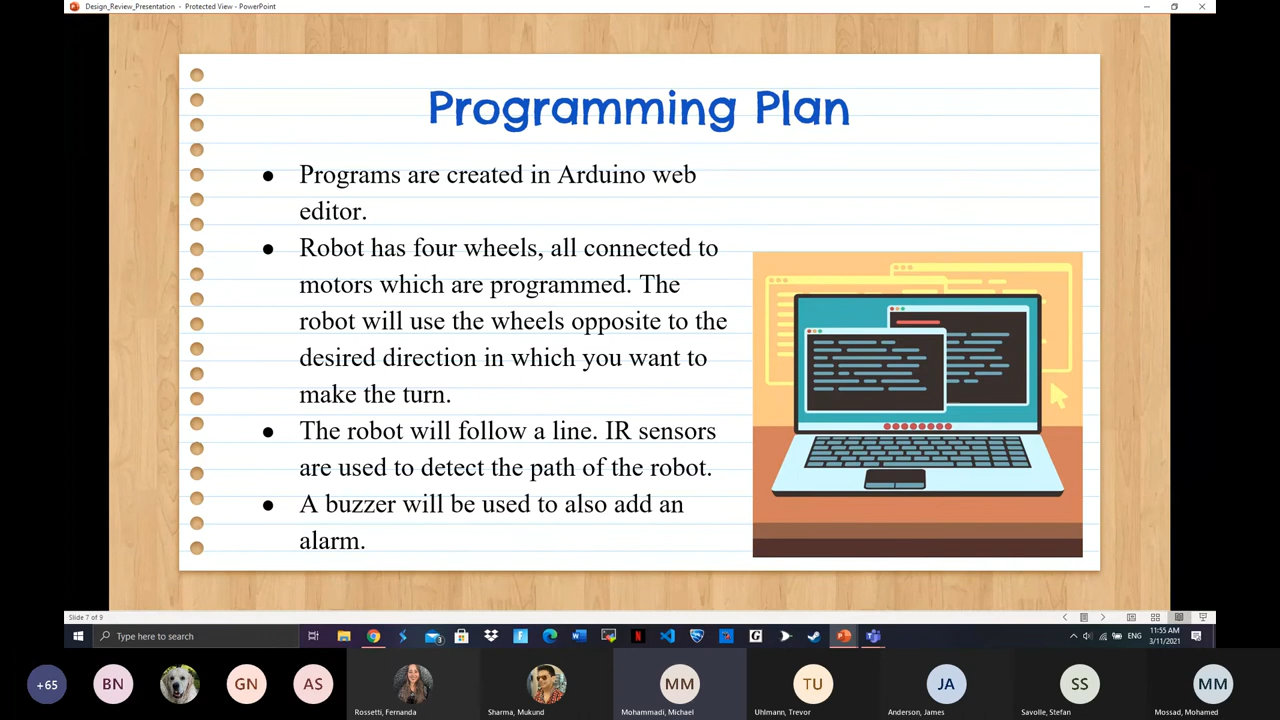 Design_Review_Presentation - Protected View - PowerPoint
Programming Plan
● Programs are created in Arduino web
editor.
● Robot has four wheels, all connected to
motors which are programmed. The
robot will use the wheels opposite to the
desired direction in which you want to
make the turn.
● The robot will follow a line. IR sensors
are used to detect the path of the robot.
● A buzzer will be used to also add an
alarm.
Slide 7 of 9
Type here to search
ENG
11:55 AM
3/11/2021
+65
BN
GN
AS
MM
TU
JA
SS
MM
Rossetti, Fernanda
Sharma, Mukund
Mohammadi, Michael
Uhlmann, Trevor
Anderson, James
Savolle, Stefan
Mossad, Mohamed